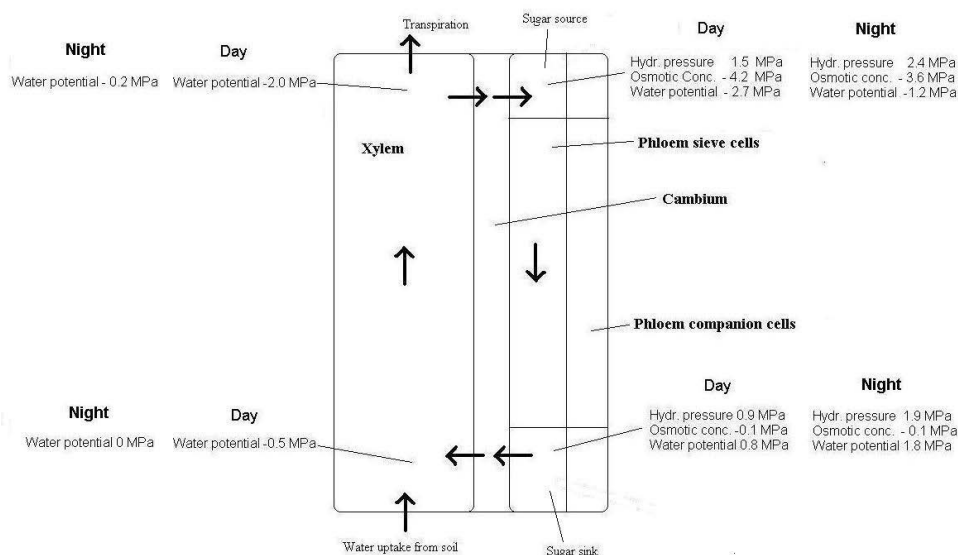 Transpiration
Sugar source
Night
Day
Day
Night
Water potential - 0.2 MPa
Water potential -2.0 MPa
Hydr. pressure 1.5 MPa
Osmotic Conc. - 4.2 MPa
Water potential - 2.7 MPa
Hydr. pressure 2.4 MPa
Osmotic conc. - 3.6 MPa
Water potential -1.2 MPa
Xylem
Phloem sieve cells
Cambium
Phloem companion cells
Night
Day
Day
Night
Water potential 0 MPa
Water potential -0.5 MPa
Hydr. pressure 0.9 MPa
Osmotic conc. -0.1 MPa
Water potential 0.8 MPa
Hydr. pressure 1.9 MPa
Osmotic conc. - 0.1 MPa
Water potential 1.8 MPa
Water uptake from soil
Sugar sink